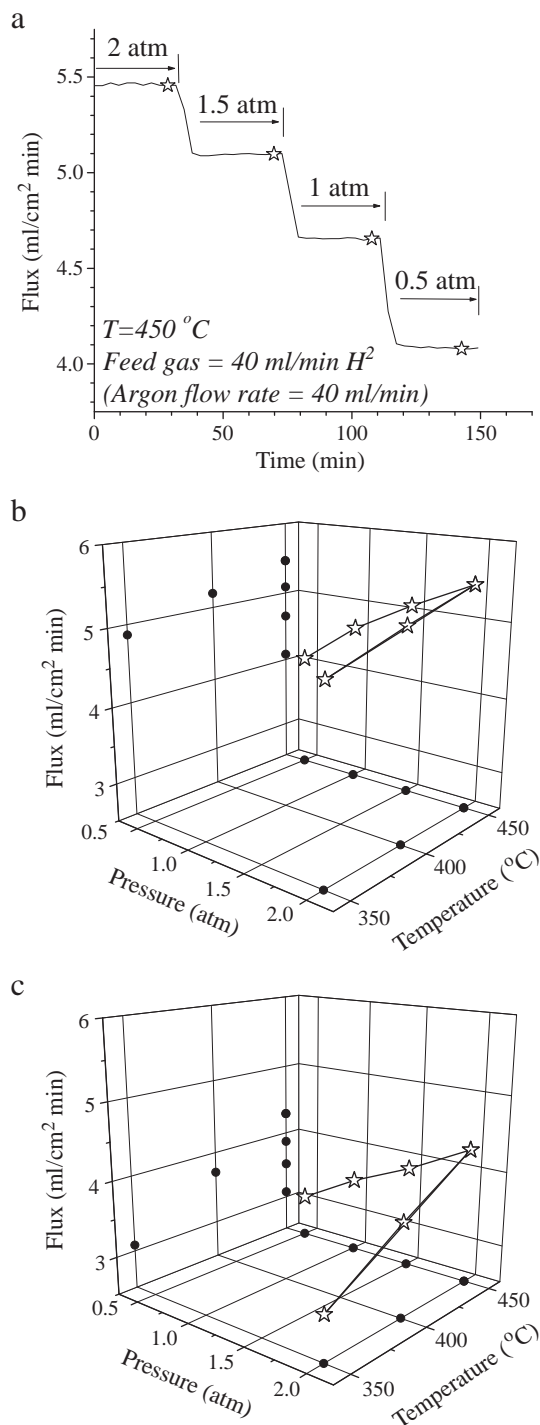 a
2 atm
5.5
1.5 atm
5.0
1 atm
4.5
0.5 atm
4.0
Flux (ml/cm² min)
T=450 °C
Feed gas = 40 ml/min H²
(Argon flow rate = 40 ml/min)
0 50 100 150
Time (min)
b
6
5
4
3
Flux (ml/cm² min)
0.5
1.0
1.5
2.0
Pressure (atm)
350
400
450
Temperature (°C)
c
6
5
4
3
Flux (ml/cm² min)
0.5
1.0
1.5
2.0
Pressure (atm)
350
400
450
Temperature (°C)